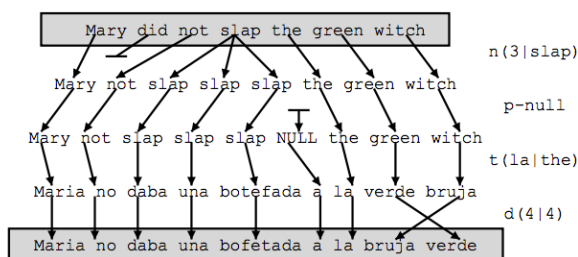 Mary did not slap the green witch
n(3|slap)
Mary not slap slap slap the green witch
p-null
Mary not slap slap slap NULL the green witch
t(la|the)
Maria no daba una botefada a la verde bruja
d(4|4)
Maria no daba una bofetada a la bruja verde